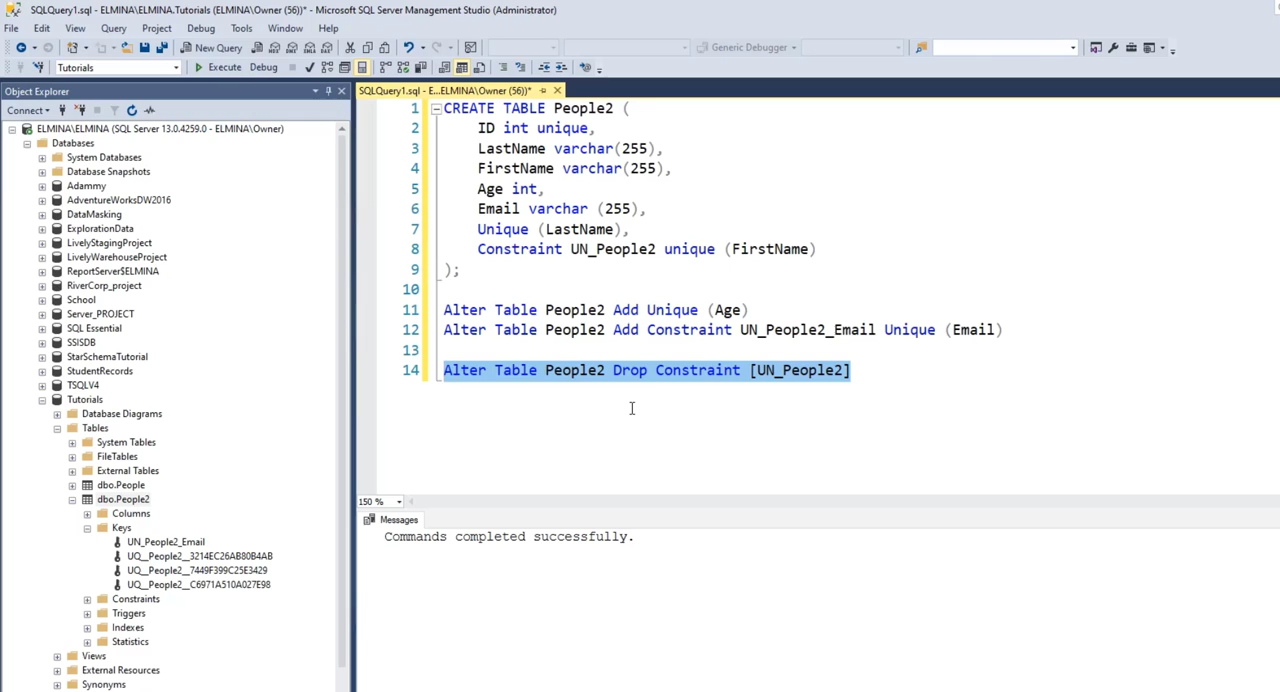 SQLQuery1.sql - ELMINA\ELMINA.Tutorials (ELMINA\Owner (56))* - Microsoft SQL Server Management Studio (Administrator)
File Edit View Query Project Debug Tools Window Help
New Query Generic Debugger
Tutorials Execute Debug
Object Explorer
SQLQuery1.sql - E...ELMINA\Owner (56))*
Connect
ELMINA\ELMINA (SQL Server 13.0.4259.0 - ELMINA\Owner)
Databases
System Databases
Database Snapshots
Adammy
AdventureWorksDW2016
DataMasking
ExplorationData
LivelyStagingProject
LivelyWarehouseProject
ReportServer$ELMINA
RiverCorp_project
School
Server_PROJECT
SQL Essential
SSISDB
StarSchemaTutorial
StudentRecords
TSQLV4
Tutorials
Database Diagrams
Tables
System Tables
FileTables
External Tables
dbo.People
dbo.People2
Columns
Keys
UN_People2_Email
UQ__People2__3214EC26AB80B4AB
UQ__People2__7449F399C25E3429
UQ__People2__C6971A510A027E98
Constraints
Triggers
Indexes
Statistics
Views
External Resources
Synonyms
1 CREATE TABLE People2 (
2 ID int unique,
3 LastName varchar(255),
4 FirstName varchar(255),
5 Age int,
6 Email varchar (255),
7 Unique (LastName),
8 Constraint UN_People2 unique (FirstName)
9 );
10
11 Alter Table People2 Add Unique (Age)
12 Alter Table People2 Add Constraint UN_People2_Email Unique (Email)
13
14 Alter Table People2 Drop Constraint [UN_People2]
150 %
Messages
Commands completed successfully.